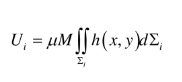 U_i = μM ∬_{Σ_i} h(x, y)dΣ_i